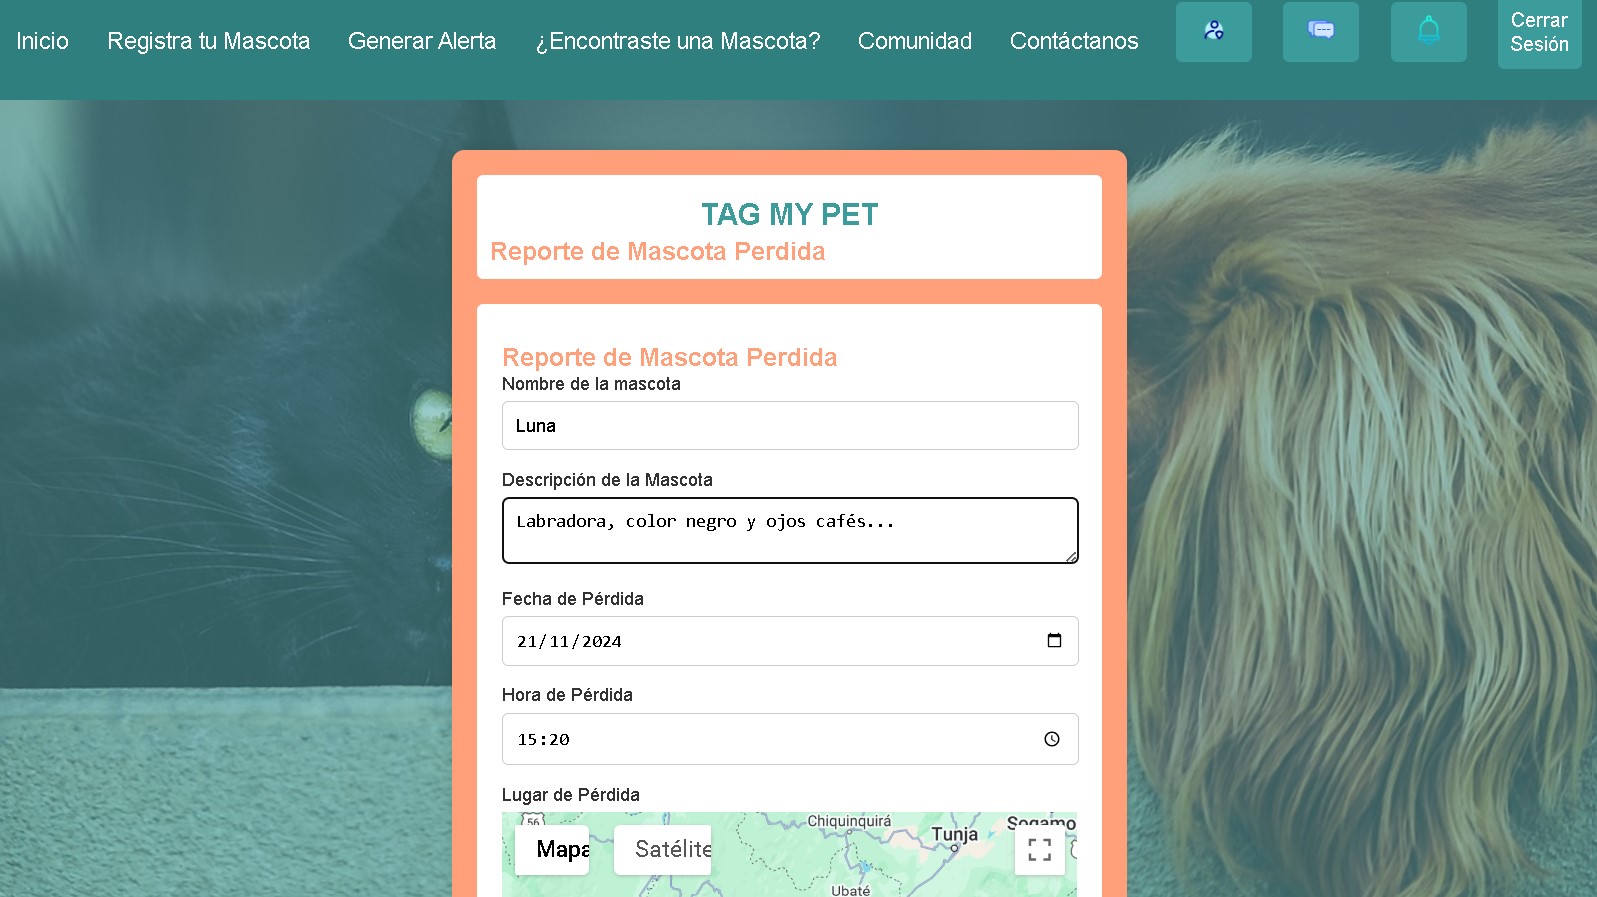 Inicio Registra tu Mascota Generar Alerta ¿Encontraste una Mascota? Comunidad Contáctanos Cerrar
Sesión
TAG MY PET
Reporte de Mascota Perdida
Reporte de Mascota Perdida
Nombre de la mascota
Luna
Descripción de la Mascota
Labradora, color negro y ojos cafés...
Fecha de Pérdida
21/11/2024
Hora de Pérdida
15:20
Lugar de Pérdida
56 Chiquinquirá Tunja Sogamo
Mapa Satélite
Ubaté